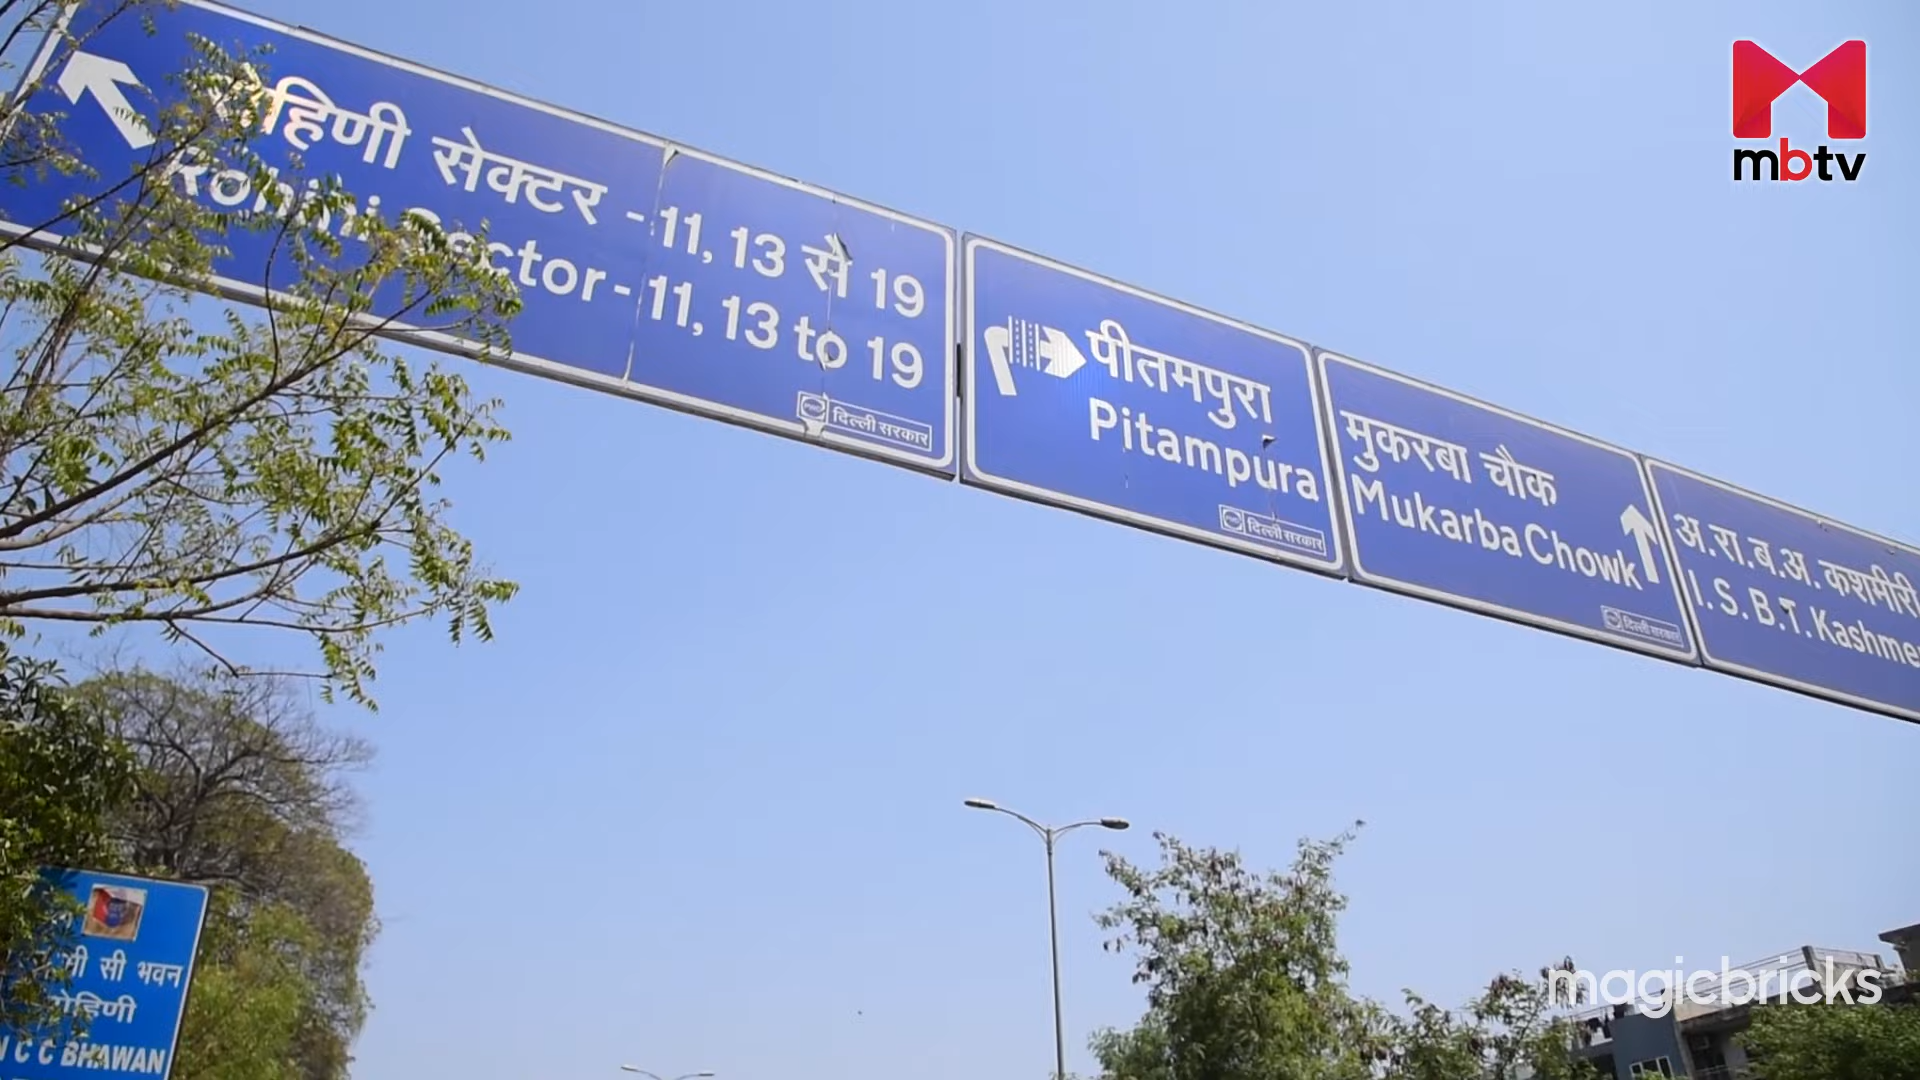 रोहिणी सेक्टर - 11, 13 से 19
Rohini Sector - 11, 13 to 19
दिल्ली सरकार
पीतमपुरा
Pitampura
दिल्ली सरकार
मुकरबा चौक
Mukarba Chowk
दिल्ली सरकार
अ.रा.ब.अ. कश्मीरी
I.S.B.T. Kashme
mbtv
सी भवन
रोहिणी
N C C BHAWAN
magicbricks